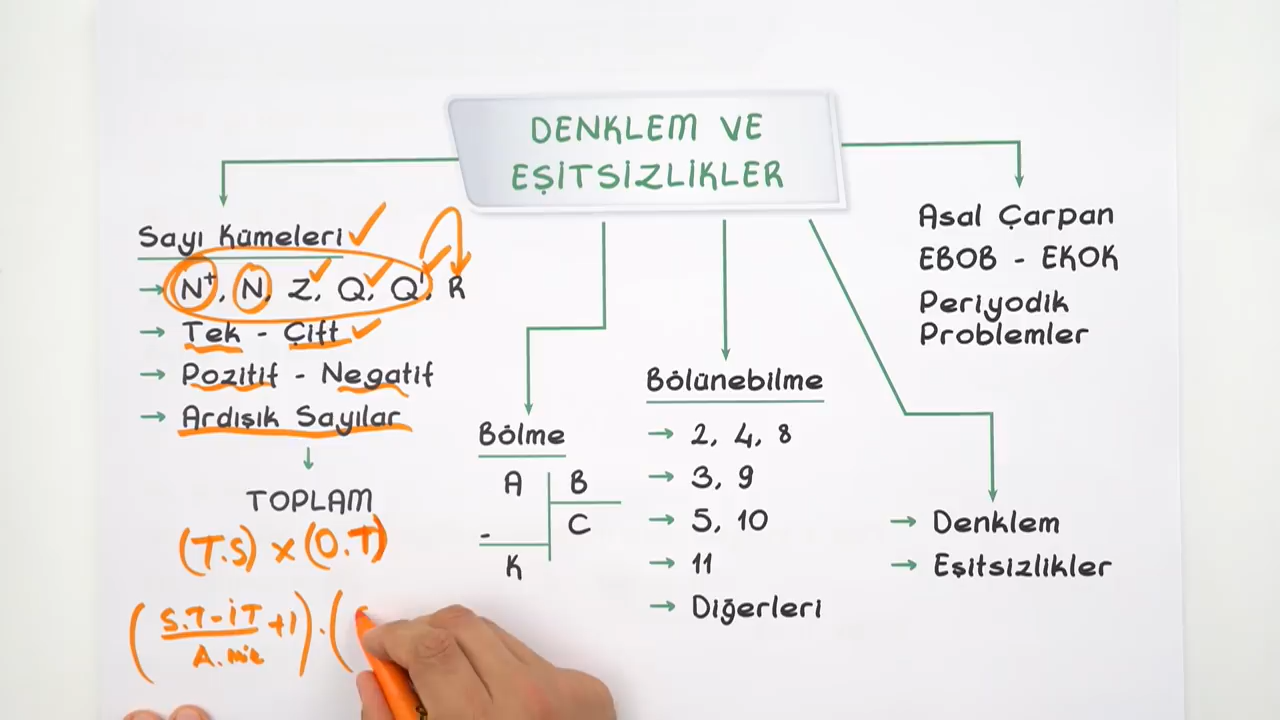 DENKLEM VE
EŞİTSİZLİKLER
Sayı Kümeleri
→ N⁺, N, Z, Q, Q', R
→ Tek - Çift
→ Pozitif - Negatif
→ Ardışık Sayılar
TOPLAM
(T.S) x (O.T)
(S.T-İT
A.mik
+1).(
Bölme
A B
- C
K
Bölünebilme
→ 2, 4, 8
→ 3, 9
→ 5, 10
→ 11
→ Diğerleri
Asal Çarpan
EBOB - EKOK
Periyodik
Problemler
→ Denklem
→ Eşitsizlikler